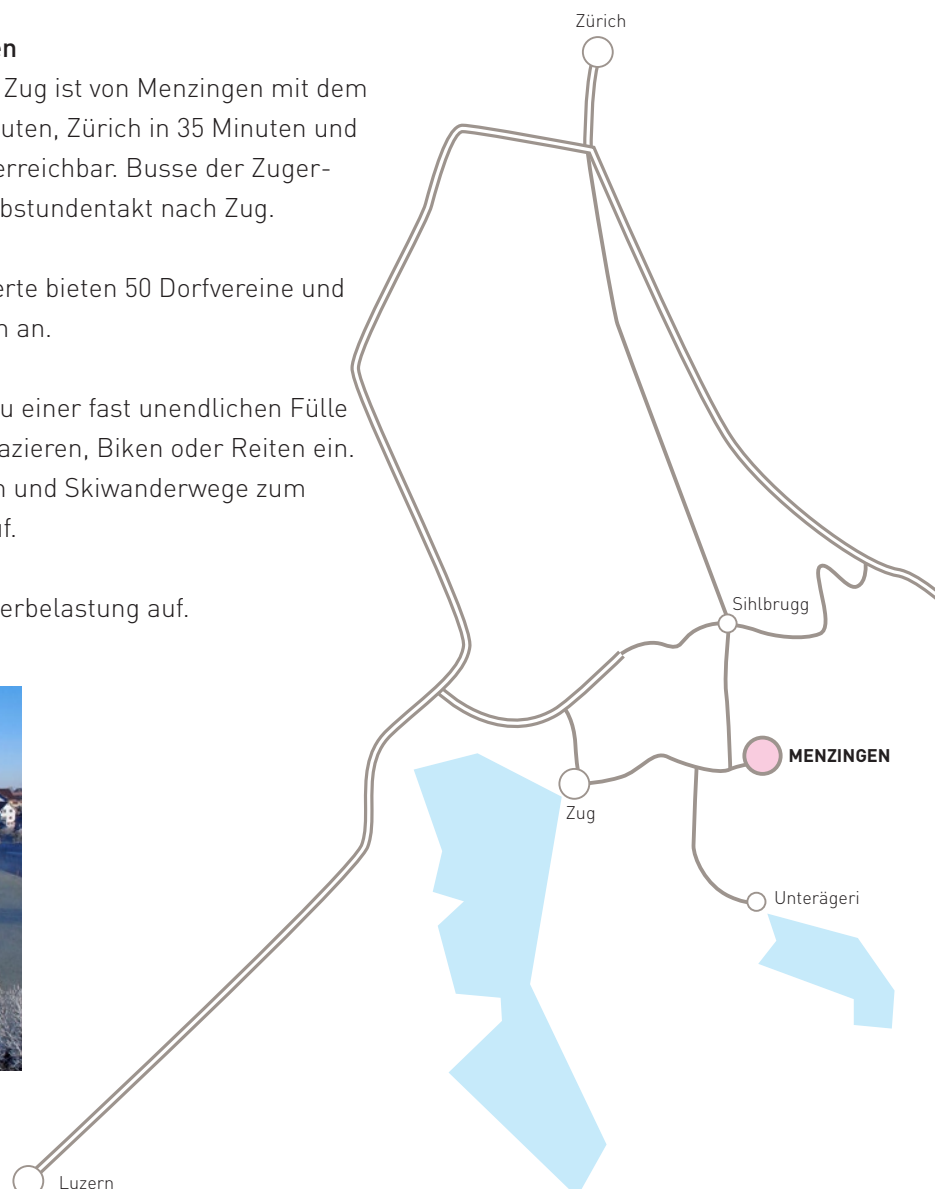 en
Zug ist von Menzingen mit dem
uten, Zürich in 35 Minuten und
erreichbar. Busse der Zuger-
bstundentakt nach Zug.
erte bieten 50 Dorfvereine und
n an.
u einer fast unendlichen Fülle
azieren, Biken oder Reiten ein.
n und Skiwanderwege zum
uf.
erbelastung auf.
Zürich
Sihlbrugg
MENZINGEN
Zug
Unterägeri
Luzern